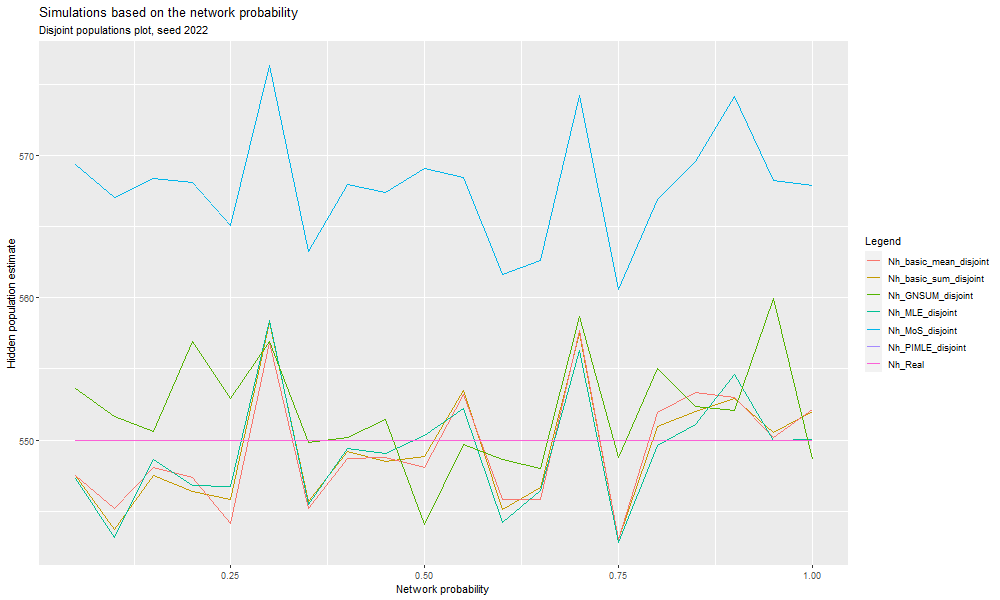 Simulations based on the network probability
Disjoint populations plot, seed 2022
Hidden population estimate
570
560
550
0.25
0.50
0.75
1.00
Network probability
Legend
Nh_basic_mean_disjoint
Nh_basic_sum_disjoint
Nh_GNSUM_disjoint
Nh_MLE_disjoint
Nh_MoS_disjoint
Nh_PIMLE_disjoint
Nh_Real